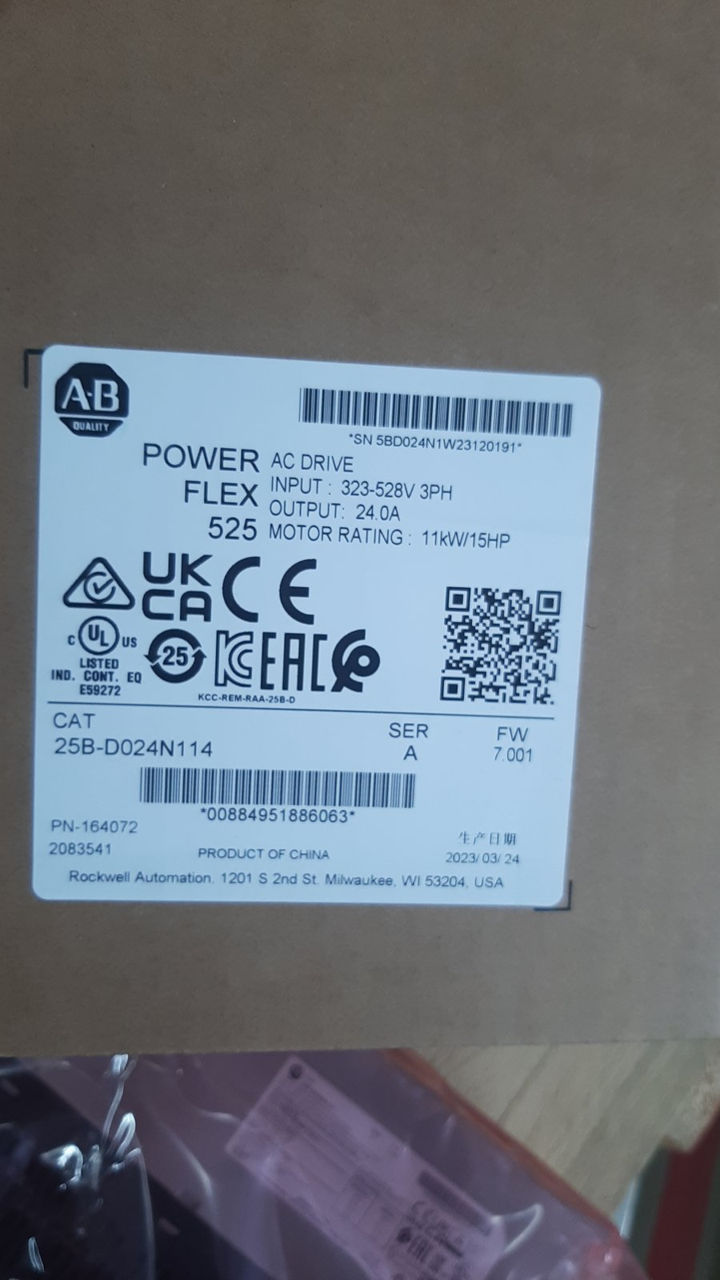 A-B
QUALITY
*SN 5BD024N1W23120191*
POWER
FLEX
525
AC DRIVE
INPUT : 323-528V 3PH
OUTPUT: 24.0A
MOTOR RATING : 11kW/15HP
UK
CA
CE
C UL US
LISTED
IND. CONT. EQ
E59272
25
KC
EAC
KCC-REM-RAA-25B-D
CAT
25B-D024N114
SER
A
FW
7.001
*00884951886063*
PN-164072
2083541
PRODUCT OF CHINA
生产日期
2023/03/24
Rockwell Automation. 1201 S 2nd St. Milwaukee, WI 53204, USA